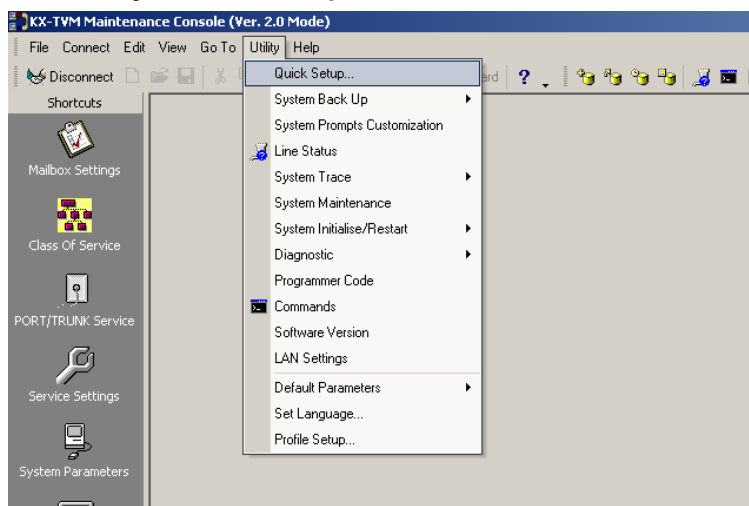 KX-TVM Maintenance Console (Ver. 2.0 Mode)
File Connect Edit View Go To Utility Help
Disconnect
Shortcuts
Mailbox Settings
Class Of Service
PORT/TRUNK Service
Service Settings
System Parameters
Quick Setup...
System Back Up
System Prompts Customization
Line Status
System Trace
System Maintenance
System Initialise/Restart
Diagnostic
Programmer Code
Commands
Software Version
LAN Settings
Default Parameters
Set Language...
Profile Setup...